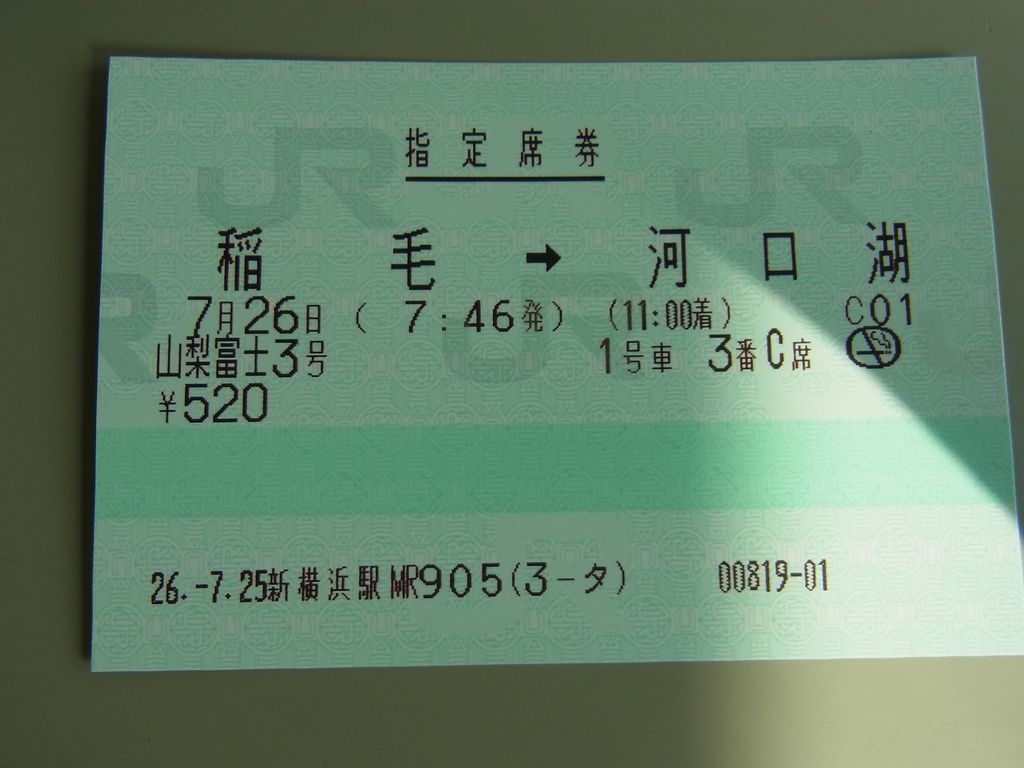 指定席券
稲毛 → 河口湖
7月26日 ( 7:46発) (11:00着) C01
山梨富士3号 1号車 3番C席
¥520
26.-7.25新横浜駅MR905(3-タ) 00819-01